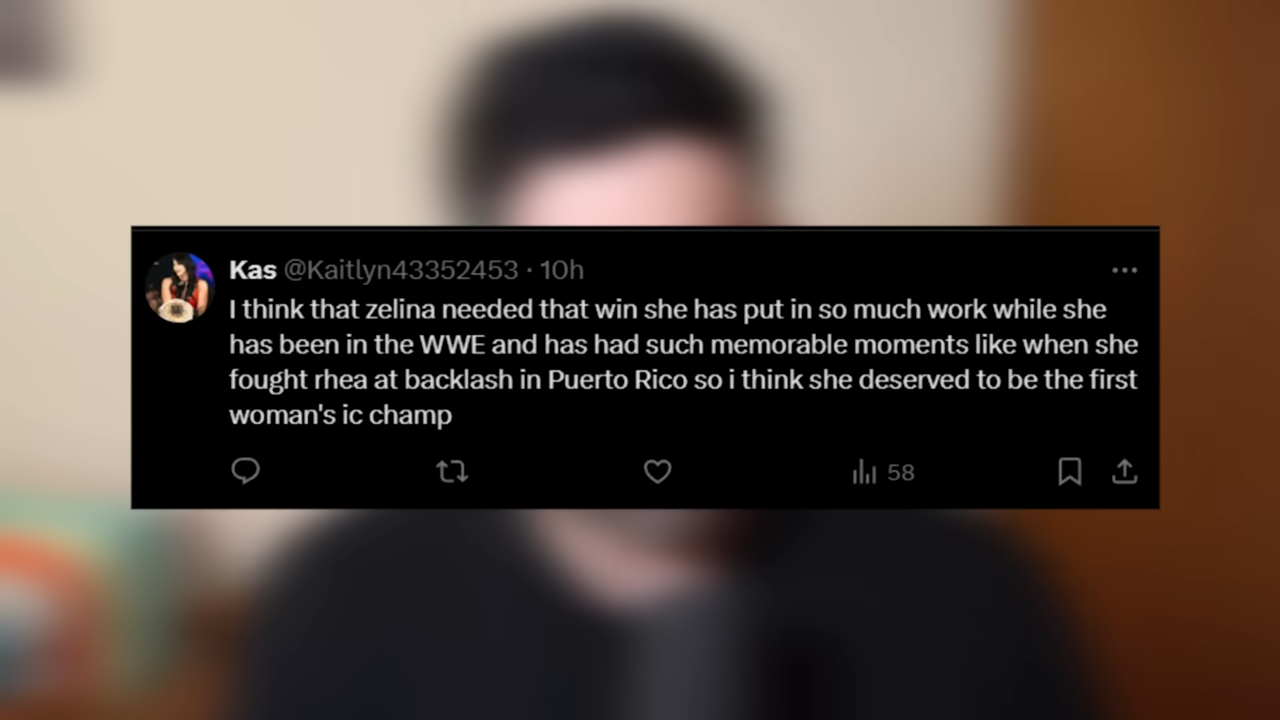 Kas @Kaitlyn43352453 · 10h
I think that zelina needed that win she has put in so much work while she
has been in the WWE and has had such memorable moments like when she
fought rhea at backlash in Puerto Rico so i think she deserved to be the first
woman's ic champ
58